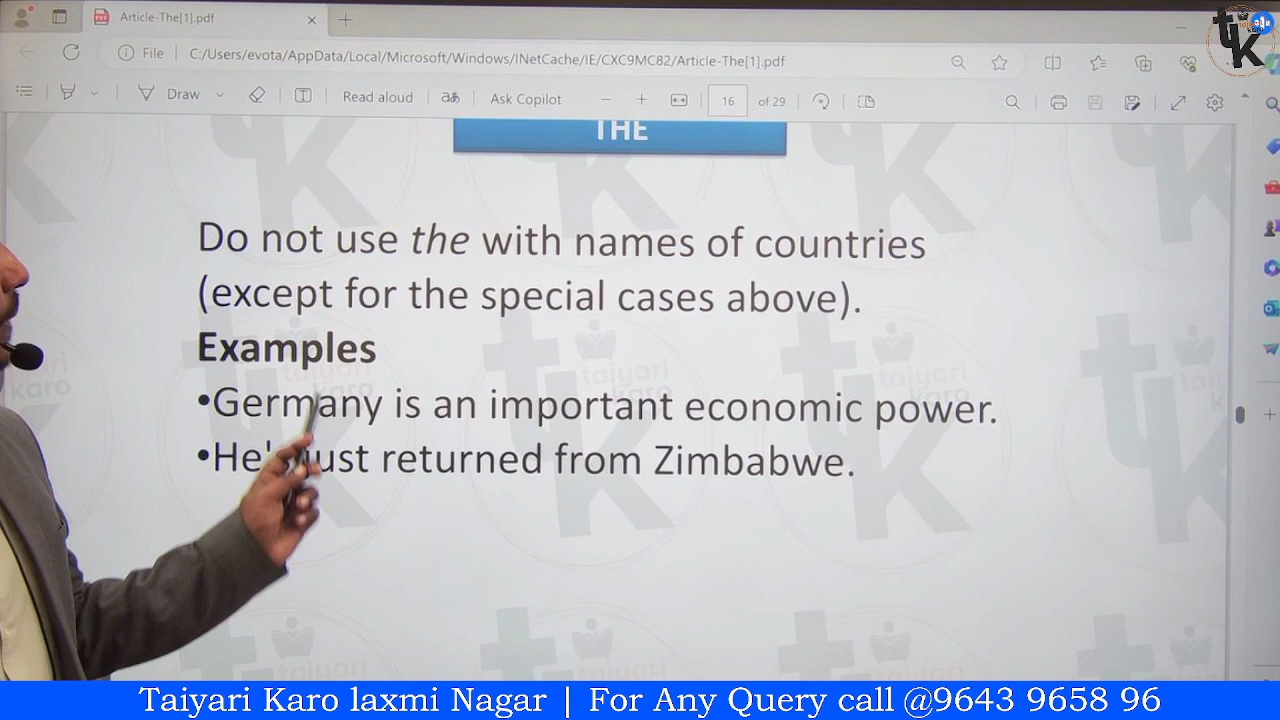 Article-The[1].pdf
File C:/Users/evota/AppData/Local/Microsoft/Windows/INetCache/IE/CXC9MC82/Article-The[1].pdf
Draw Read aloud Ask Copilot 16 of 29
THE
Do not use the with names of countries
(except for the special cases above).
Examples
•Germany is an important economic power.
•He's just returned from Zimbabwe.
Taiyari Karo laxmi Nagar | For Any Query call @9643 9658 96